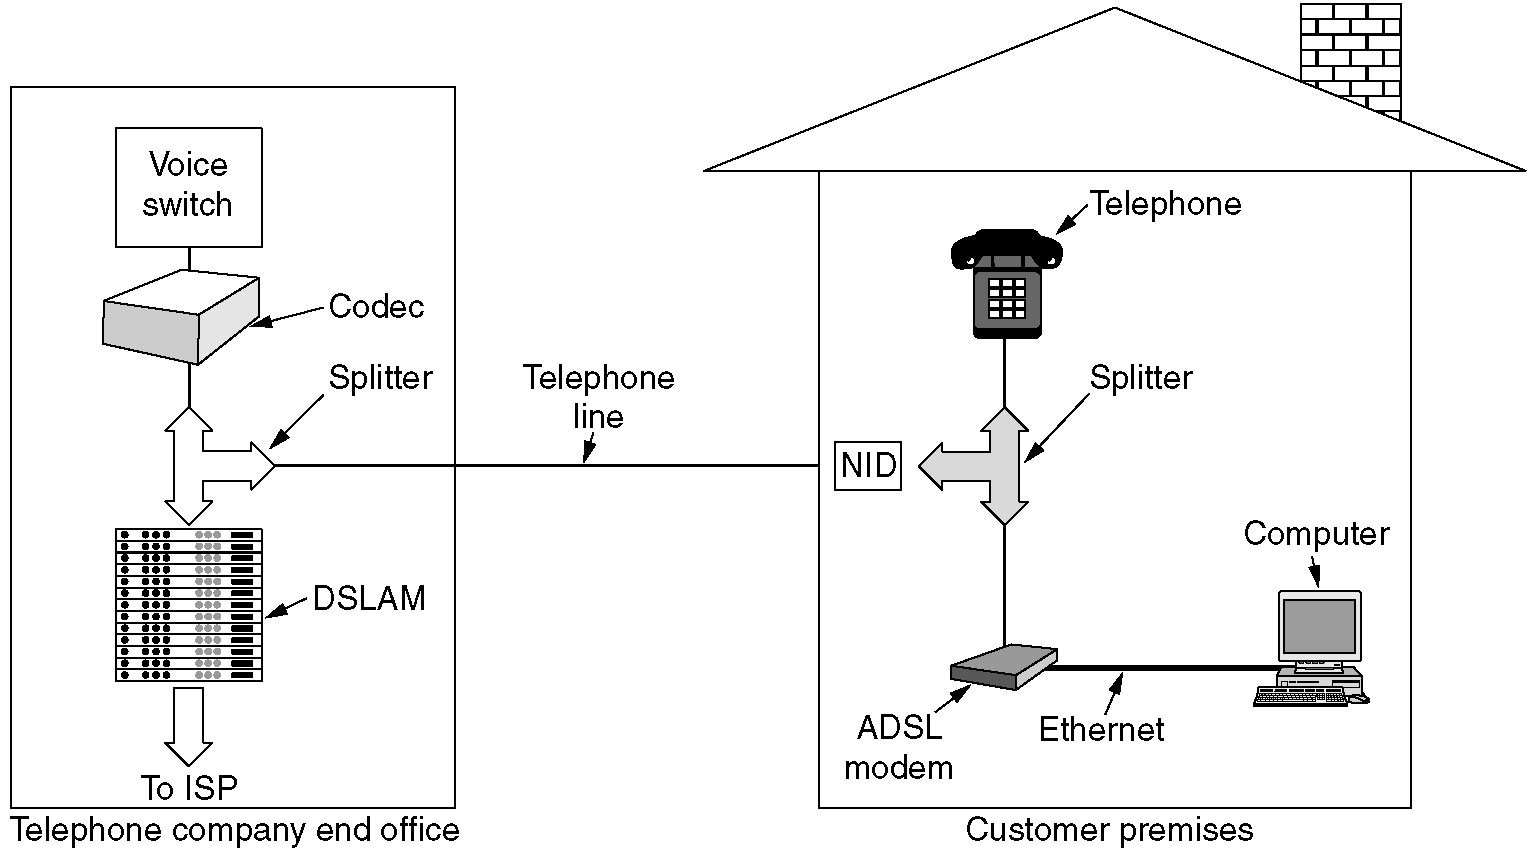 Voice
switch
Codec
Splitter
DSLAM
To ISP
Telephone company end office
Telephone
line
Telephone
Splitter
NID
Computer
ADSL
modem
Ethernet
Customer premises